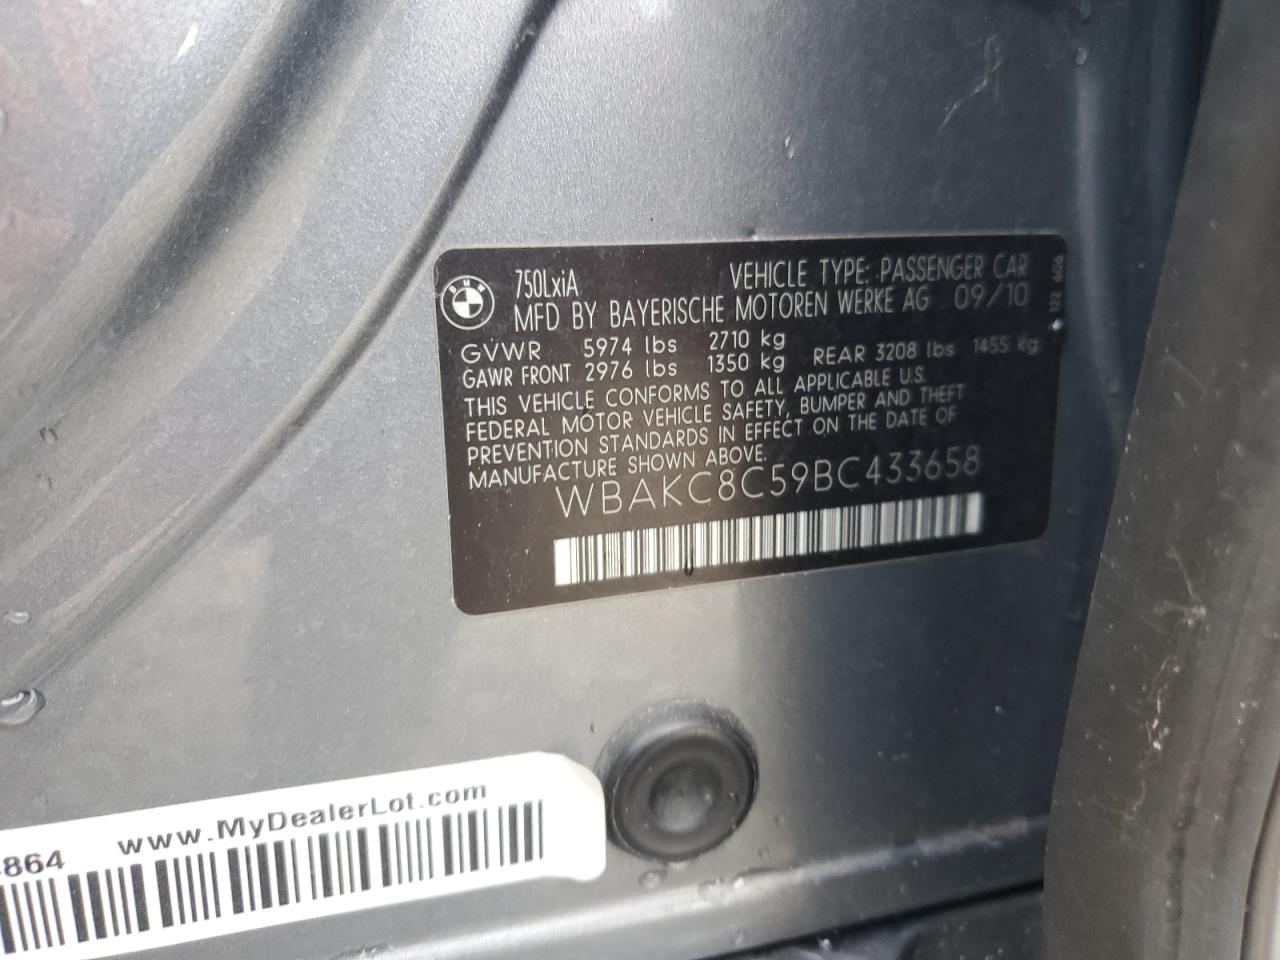 BMW
750LxiA VEHICLE TYPE: PASSENGER CAR
MFD BY BAYERISCHE MOTOREN WERKE AG 09/10
122 606
GVWR 5974 lbs 2710 kg
GAWR FRONT 2976 lbs 1350 kg REAR 3208 lbs 1455 kg
THIS VEHICLE CONFORMS TO ALL APPLICABLE U.S.
FEDERAL MOTOR VEHICLE SAFETY, BUMPER AND THEFT
PREVENTION STANDARDS IN EFFECT ON THE DATE OF
MANUFACTURE SHOWN ABOVE.
WBAKC8C59BC433658
864 www.MyDealerLot.com